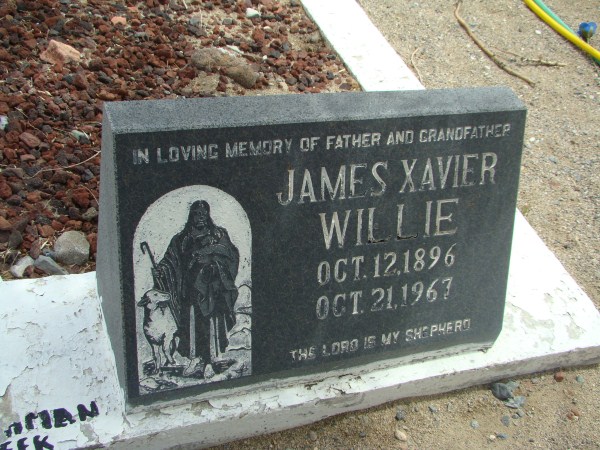 IN LOVING MEMORY OF FATHER AND GRANDFATHER
JAMES XAVIER
WILLIE
OCT. 12, 1896
OCT. 21, 1967
THE LORD IS MY SHEPHERD